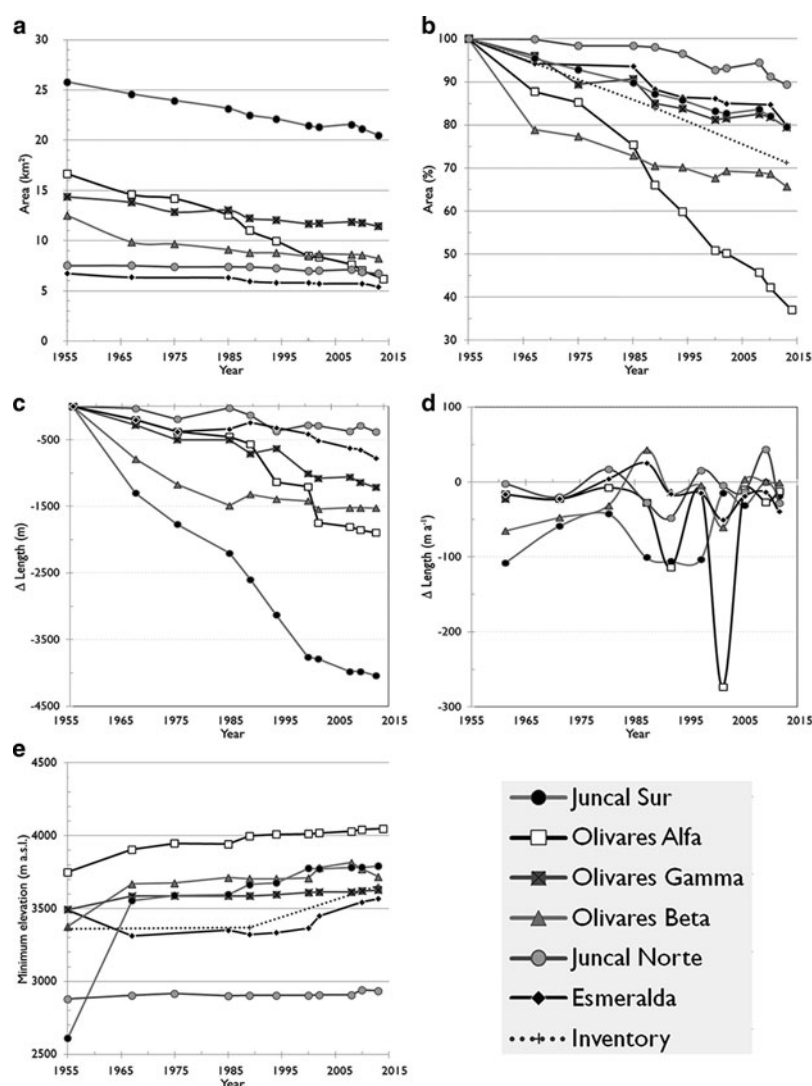 a
30
25
20
15
10
5
0
Area (km²)
1955 1965 1975 1985 1995 2005 2015
Year
b
100
90
80
70
60
50
40
30
Area (%)
1955 1965 1975 1985 1995 2005 2015
Year
c
-500
-1500
-2500
-3500
-4500
Δ Length (m)
1955 1965 1975 1985 1995 2005 2015
Year
d
100
0
-100
-200
-300
Δ Length (m a⁻¹)
1955 1965 1975 1985 1995 2005 2015
Year
e
4500
4000
3500
3000
2500
Minimum elevation (m a.s.l.)
1955 1965 1975 1985 1995 2005 2015
Year
Juncal Sur
Olivares Alfa
Olivares Gamma
Olivares Beta
Juncal Norte
Esmeralda
Inventory